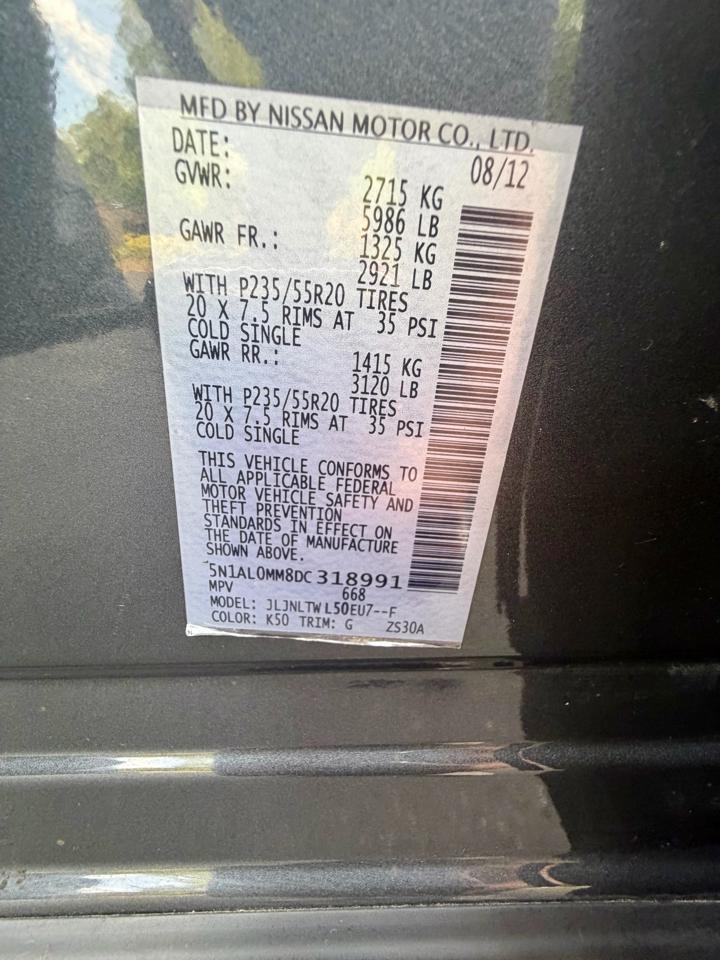 MFD BY NISSAN MOTOR CO., LTD.
DATE: 08/12
GVWR: 2715 KG
5986 LB
GAWR FR.: 1325 KG
2921 LB
WITH P235/55R20 TIRES
20 X 7.5 RIMS AT 35 PSI
COLD SINGLE
GAWR RR.: 1415 KG
3120 LB
WITH P235/55R20 TIRES
20 X 7.5 RIMS AT 35 PSI
COLD SINGLE
THIS VEHICLE CONFORMS TO
ALL APPLICABLE FEDERAL
MOTOR VEHICLE SAFETY AND
THEFT PREVENTION
STANDARDS IN EFFECT ON
THE DATE OF MANUFACTURE
SHOWN ABOVE.
5N1AL0MM8DC318991
MPV 668
MODEL: JLJNLTWL50EU7--F
COLOR: K50 TRIM: G ZS30A